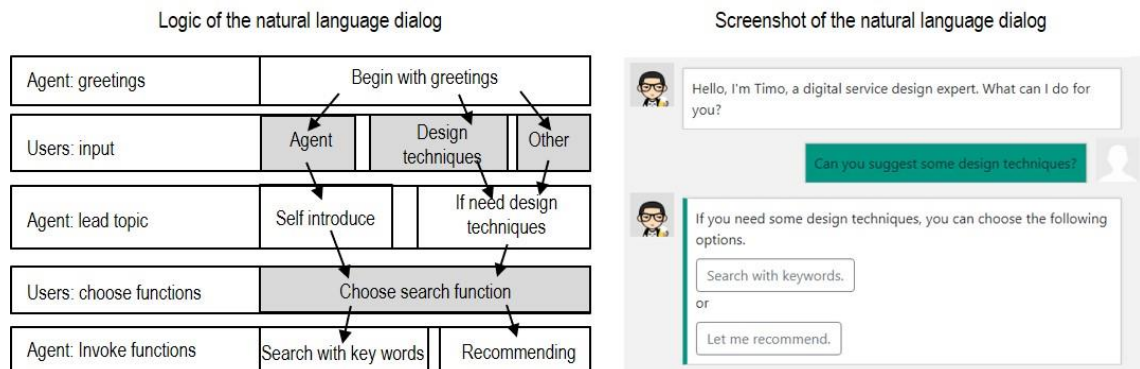 Logic of the natural language dialog
Agent: greetings
Begin with greetings
Users: input
Agent
Design
techniques
Other
Agent: lead topic
Self introduce
If need design
techniques
Users: choose functions
Choose search function
Agent: Invoke functions
Search with key words
Recommending
Screenshot of the natural language dialog
Hello, I'm Timo, a digital service design expert. What can I do for
you?
Can you suggest some design techniques?
If you need some design techniques, you can choose the following
options.
Search with keywords.
or
Let me recommend.